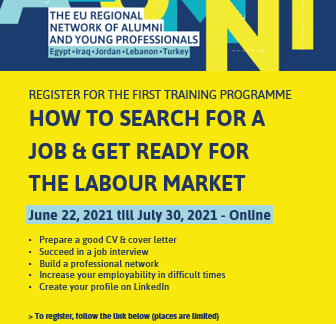 THE EU REGIONAL
NETWORK OF ALUMNI
AND YOUNG PROFESSIONALS
Egypt • Iraq • Jordan • Lebanon • Turkey
REGISTER FOR THE FIRST TRAINING PROGRAMME
HOW TO SEARCH FOR A
JOB & GET READY FOR
THE LABOUR MARKET
June 22, 2021 till July 30, 2021 - Online
• Prepare a good CV & cover letter
• Succeed in a job interview
• Build a professional network
• Increase your employability in difficult times
• Create your profile on LinkedIn
> To register, follow the link below (places are limited)